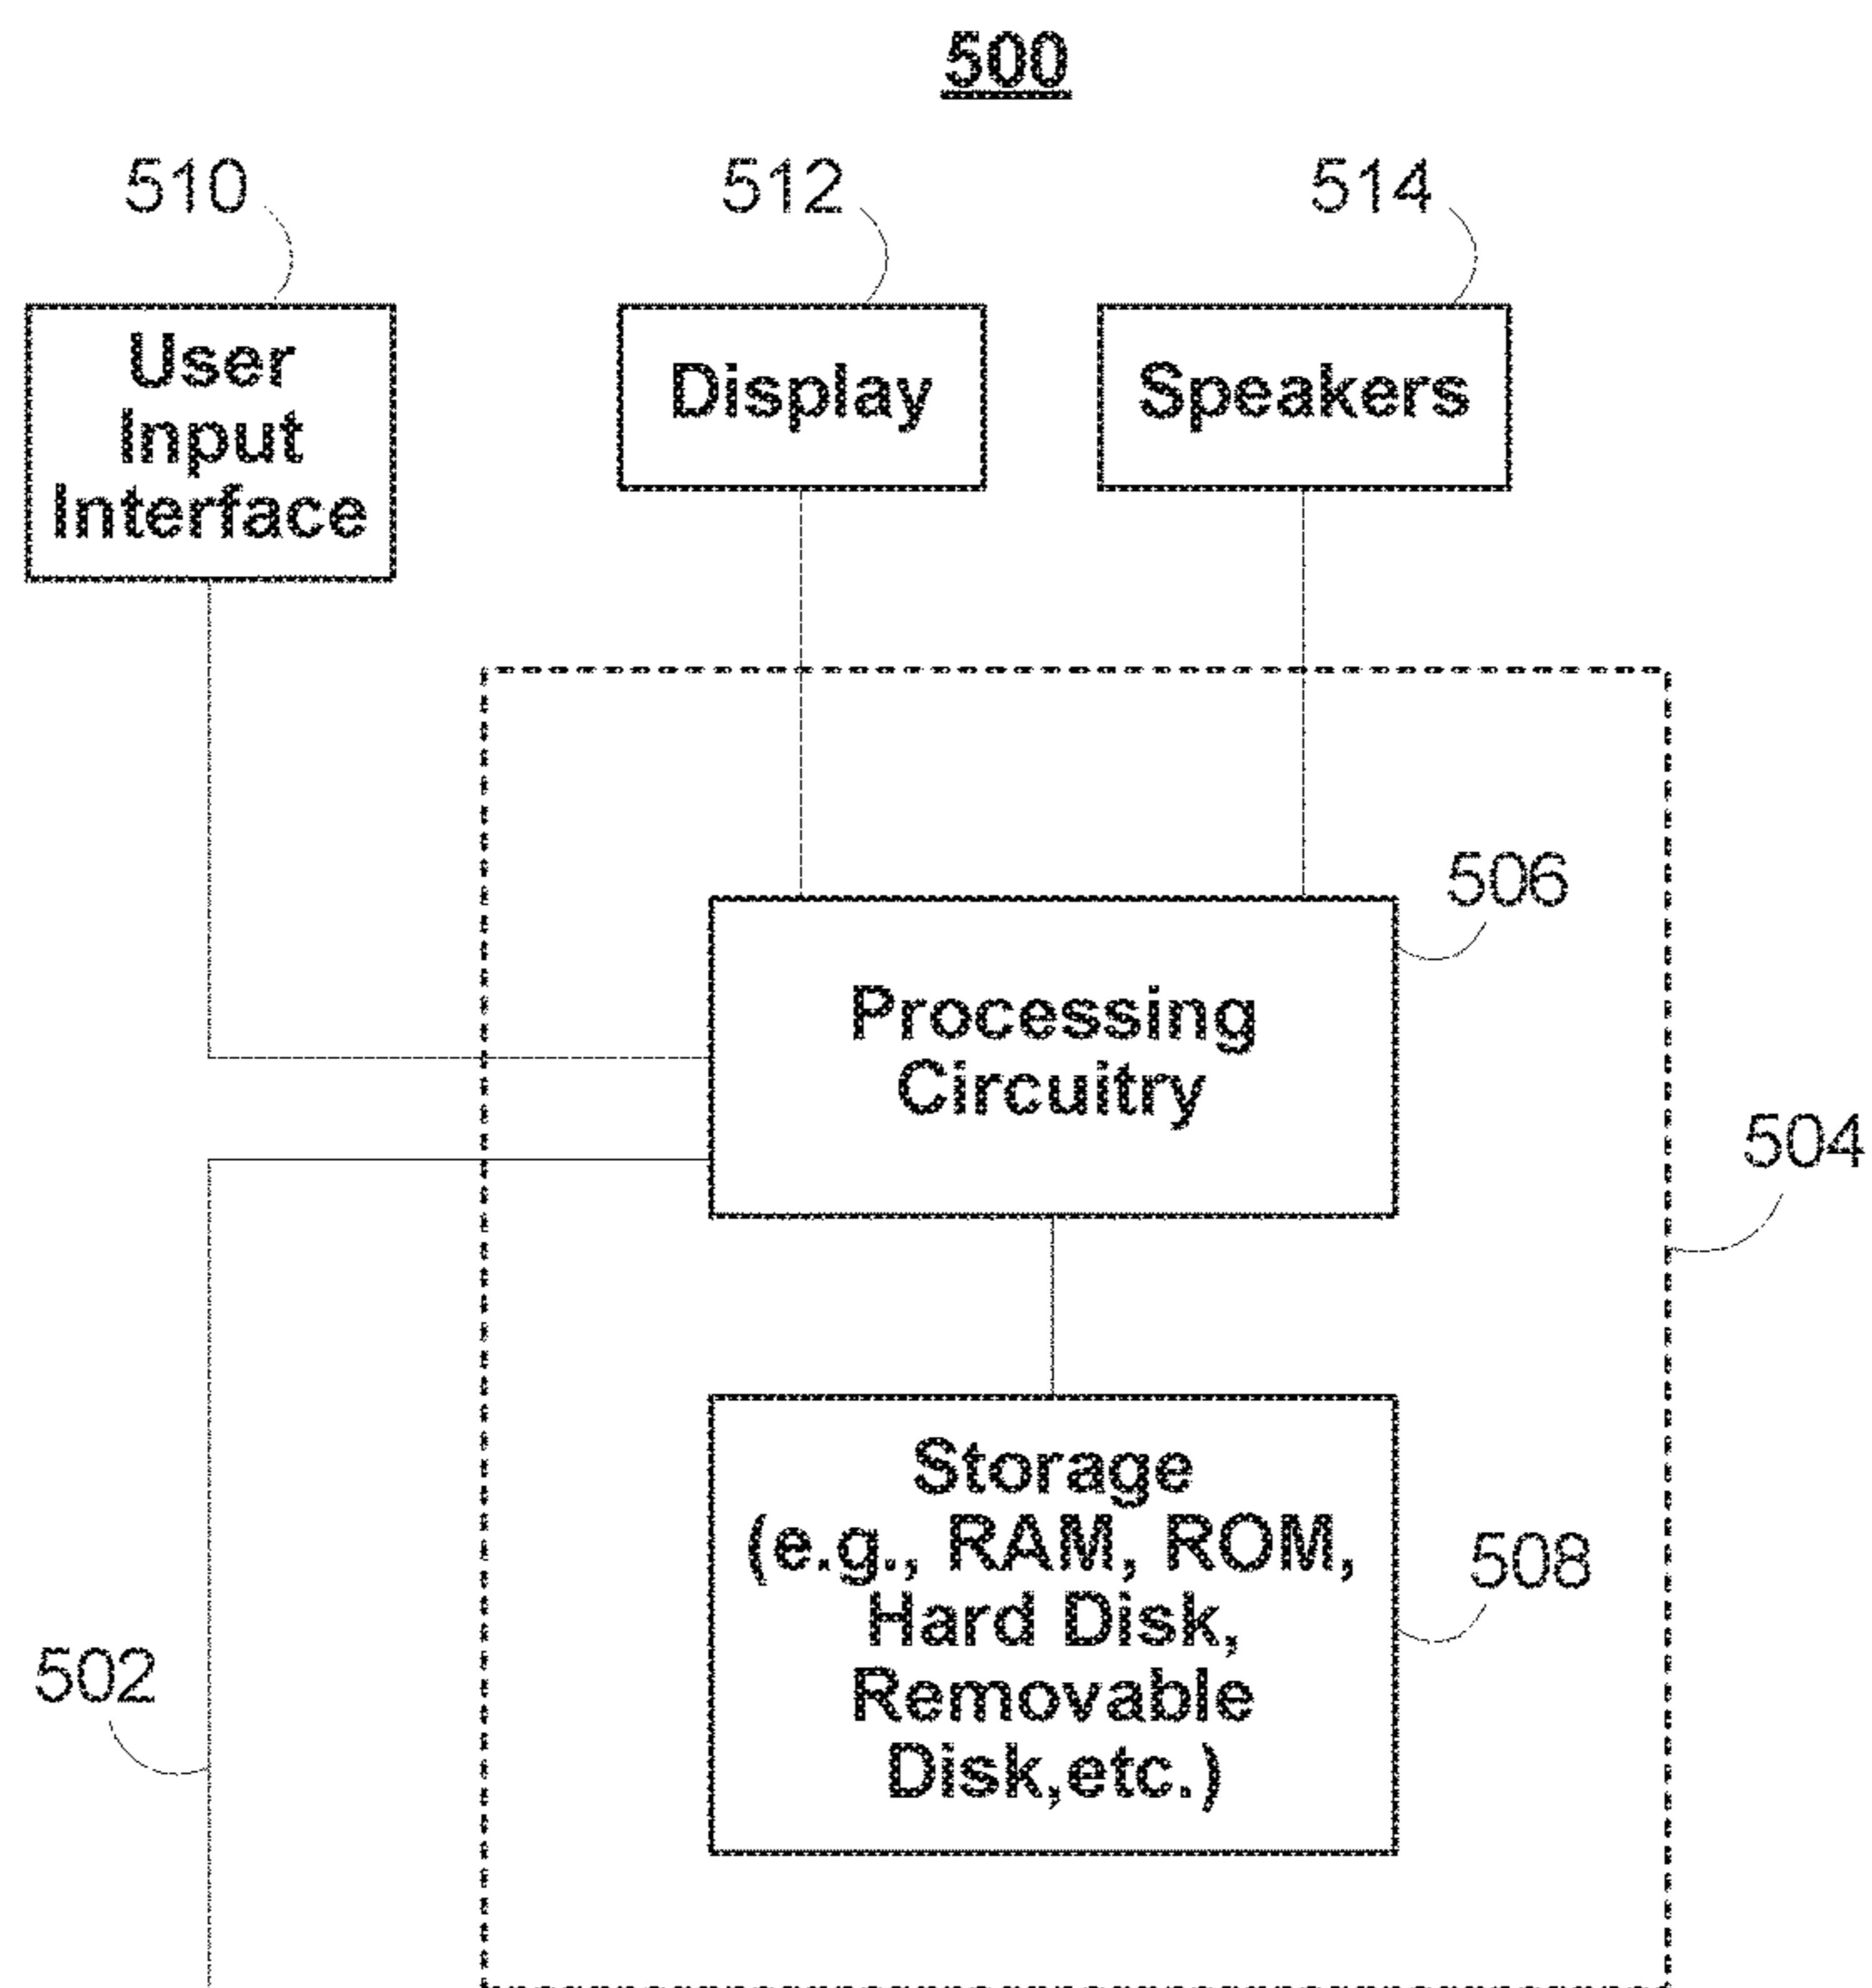 500
510
512
514
User
Input
Interface
Display
Speakers
506
Processing
Circuitry
504
Storage
(e.g., RAM, ROM,
Hard Disk,
Removable
Disk,etc.)
508
502